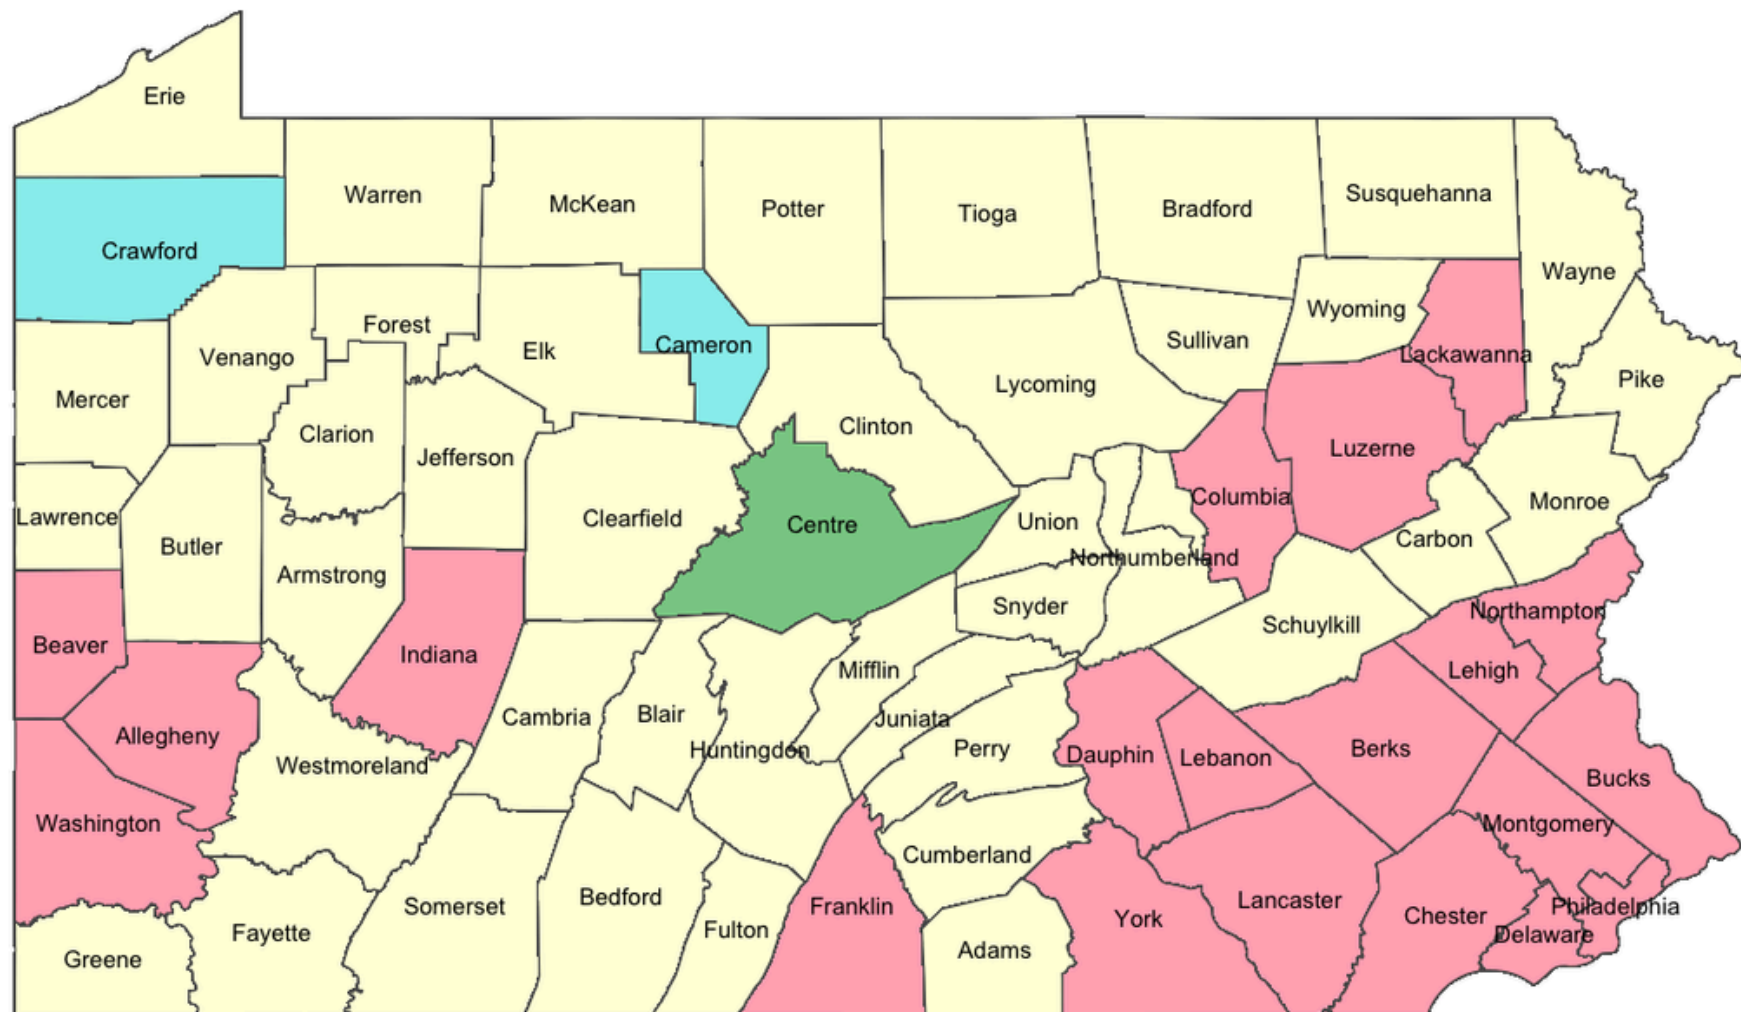 Erie
Warren
McKean
Potter
Tioga
Bradford
Susquehanna
Crawford
Wayne
Wyoming
Forest
Sullivan
Cameron
Elk
Venango
Lackawanna
Pike
Lycoming
Mercer
Clinton
Clarion
Luzerne
Jefferson
Columbia
Monroe
Lawrence
Clearfield
Centre
Union
Carbon
Butler
Northumberland
Armstrong
Snyder
Northampton
Schuylkill
Beaver
Indiana
Mifflin
Lehigh
Blair
Cambria
Juniata
Allegheny
Huntingdon
Perry
Berks
Dauphin
Lebanon
Westmoreland
Bucks
Washington
Montgomery
Cumberland
Bedford
Lancaster
Somerset
Franklin
Philadelphia
Chester
York
Fulton
Fayette
Delaware
Adams
Greene